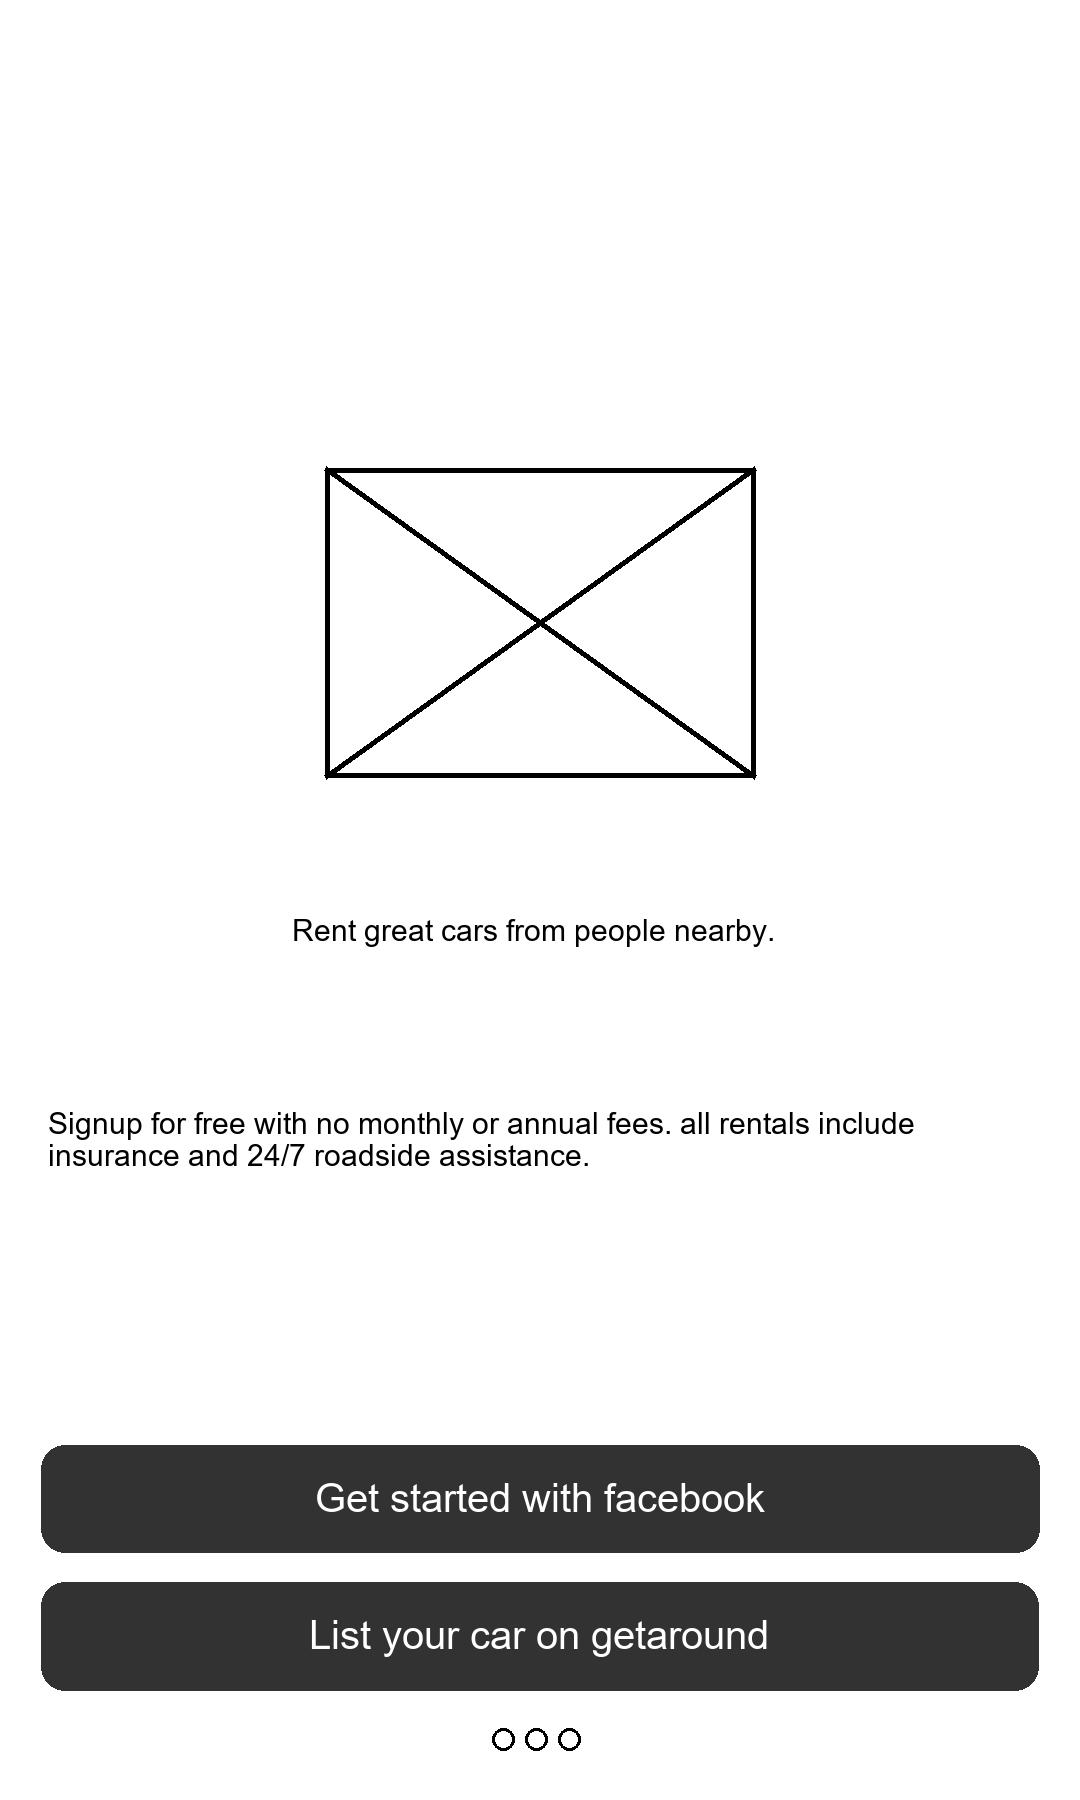 Rent great cars from people nearby.
Signup for free with no monthly or annual fees. all rentals include
insurance and 24/7 roadside assistance.
Get started with facebook
List your car on getaround